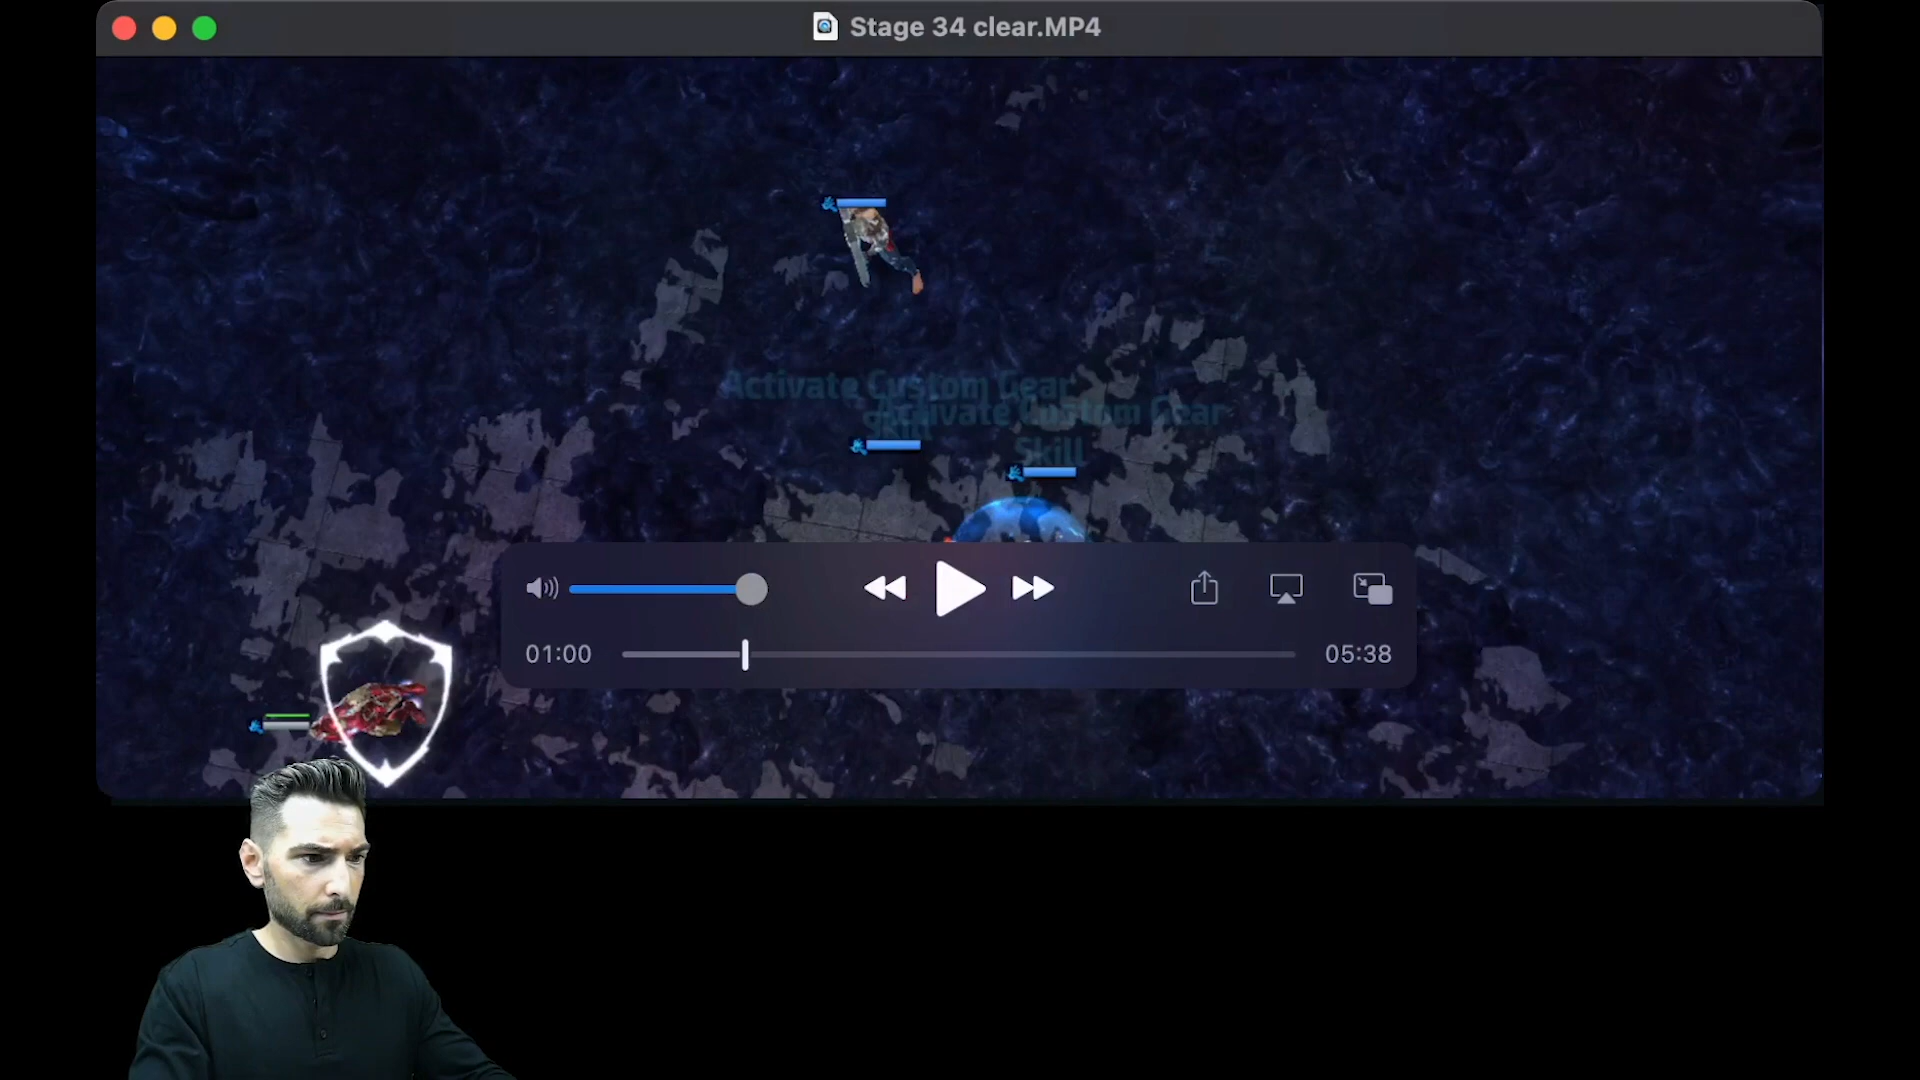 Stage 34 clear.MP4
Activate Custom Gear
Activate Custom Gear
Skill
01:00
05:38